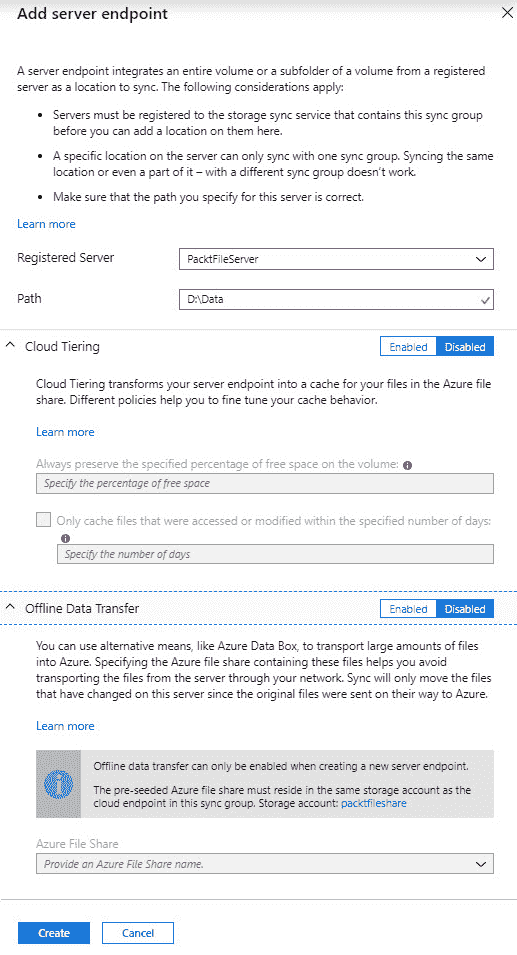 Add server endpoint
A server endpoint integrates an entire volume or a subfolder of a volume from a registered
server as a location to sync. The following considerations apply:
• Servers must be registered to the storage sync service that contains this sync group
before you can add a location on them here.
• A specific location on the server can only sync with one sync group. Syncing the same
location or even a part of it – with a different sync group doesn't work.
• Make sure that the path you specify for this server is correct.
Learn more
Registered Server
PacktFileServer
Path
D:\Data
Cloud Tiering
Enabled
Disabled
Cloud Tiering transforms your server endpoint into a cache for your files in the Azure file
share. Different policies help you to fine tune your cache behavior.
Learn more
Always preserve the specified percentage of free space on the volume:
Specify the percentage of free space
Only cache files that were accessed or modified within the specified number of days:
Specify the number of days
Offline Data Transfer
Enabled
Disabled
You can use alternative means, like Azure Data Box, to transport large amounts of files
into Azure. Specifying the Azure file share containing these files helps you avoid
transporting the files from the server through your network. Sync will only move the files
that have changed on this server since the original files were sent on their way to Azure.
Learn more
Offline data transfer can only be enabled when creating a new server endpoint.
The pre-seeded Azure file share must reside in the same storage account as the
cloud endpoint in this sync group. Storage account: packtfileshare
Azure File Share
Provide an Azure File Share name.
Create
Cancel